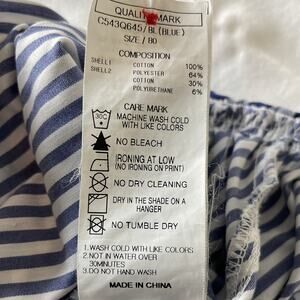 QUALITY MARK
C543Q645/BL(BLUE)
SIZE / 80
COMPOSITION
SHELL1 COTTON 100%
SHELL2 POLYESTER 64%
COTTON 30%
POLYURETHANE 6%
CARE MARK
30C MACHINE WASH COLD
WITH LIKE COLORS
NO BLEACH
IRONING AT LOW
(NO IRONING ON PRINT)
NO DRY CLEANING
DRY IN THE SHADE ON A
HANGER
NO TUMBLE DRY
1.WASH COLD WITH LIKE COLORS
2.NOT IN WATER OVER
30MINUTES
3.DO NOT HAND WASH
MADE IN CHINA